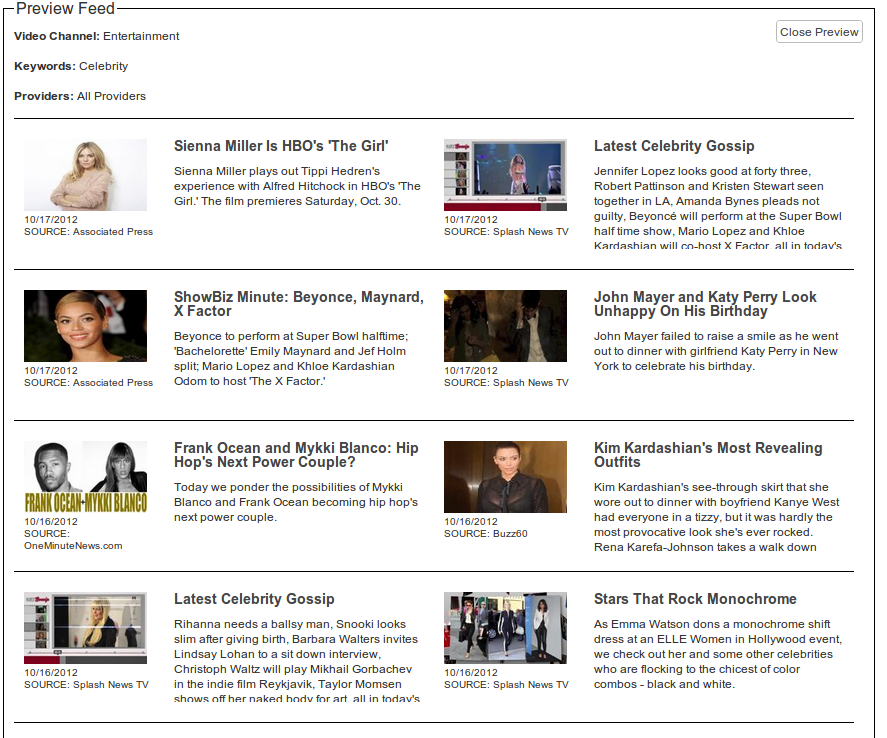 Preview Feed
Video Channel: Entertainment
Close Preview
Keywords: Celebrity
Providers: All Providers
10/17/2012
SOURCE: Associated Press
Sienna Miller Is HBO's 'The Girl'
Sienna Miller plays out Tippi Hedren's
experience with Alfred Hitchock in HBO's 'The
Girl.' The film premieres Saturday, Oct. 30.
10/17/2012
SOURCE: Splash News TV
Latest Celebrity Gossip
Jennifer Lopez looks good at forty three,
Robert Pattinson and Kristen Stewart seen
together in LA, Amanda Bynes pleads not
guilty, Beyoncé will perform at the Super Bowl
half time show, Mario Lopez and Khloe
Kardashian will co-host X Factor, all in today's
10/17/2012
SOURCE: Associated Press
ShowBiz Minute: Beyonce, Maynard,
X Factor
Beyonce to perform at Super Bowl halftime;
'Bachelorette' Emily Maynard and Jef Holm
split; Mario Lopez and Khloe Kardashian
Odom to host 'The X Factor.'
10/17/2012
SOURCE: Splash News TV
John Mayer and Katy Perry Look
Unhappy On His Birthday
John Mayer failed to raise a smile as he went
out to dinner with girlfriend Katy Perry in New
York to celebrate his birthday.
FRANK OCEAN+MYKKI BLANCO
10/16/2012
SOURCE:
OneMinuteNews.com
Frank Ocean and Mykki Blanco: Hip
Hop's Next Power Couple?
Today we ponder the possibilities of Mykki
Blanco and Frank Ocean becoming hip hop's
next power couple.
10/16/2012
SOURCE: Buzz60
Kim Kardashian's Most Revealing
Outfits
Kim Kardashian's see-through skirt that she
wore out to dinner with boyfriend Kanye West
had everyone in a tizzy, but it was hardly the
most provocative look she's ever rocked.
Rena Karefa-Johnson takes a walk down
10/16/2012
SOURCE: Splash News TV
Latest Celebrity Gossip
Rihanna needs a ballsy man, Snooki looks
slim after giving birth, Barbara Walters invites
Lindsay Lohan to a sit down interview,
Christoph Waltz will play Mikhail Gorbachev
in the indie film Reykjavik, Taylor Momsen
shows off her naked body for art, all in today's
10/16/2012
SOURCE: Splash News TV
Stars That Rock Monochrome
As Emma Watson dons a monochrome shift
dress at an ELLE Women in Hollywood event,
we check out her and some other celebrities
who are flocking to the chicest of color
combos - black and white.